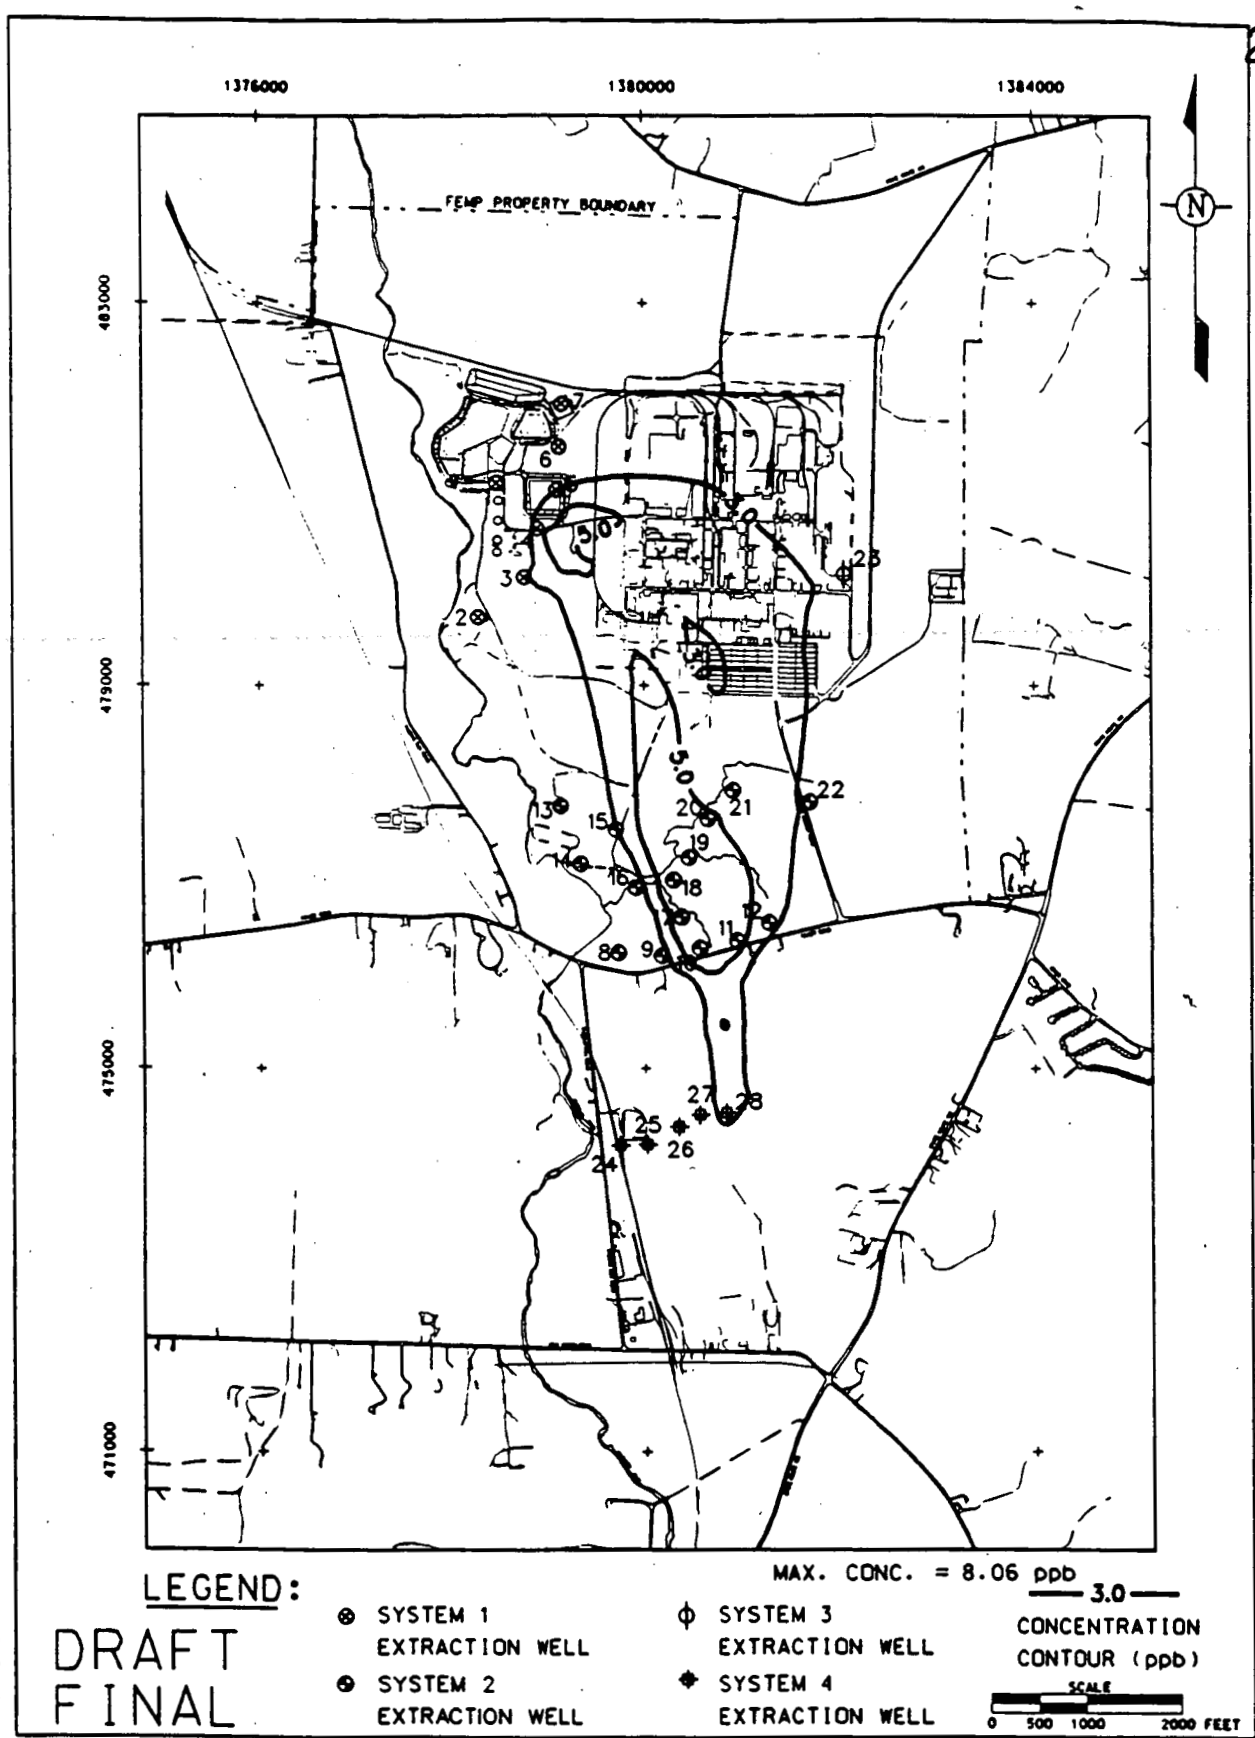 1376000 1380000 1384000
FEMP PROPERTY BOUNDARY
N
483000
7
6
5.0
3
23
2
479000
5.0
22
21
20
13
15
19
14
16
18
12
11
8
9
475000
27
28
25
26
24
471000
MAX. CONC. = 8.06 ppb
LEGEND:
3.0
CONCENTRATION
CONTOUR (ppb)
SYSTEM 1
EXTRACTION WELL
SYSTEM 3
EXTRACTION WELL
SYSTEM 2
EXTRACTION WELL
SYSTEM 4
EXTRACTION WELL
DRAFT
FINAL
SCALE
0 500 1000 2000 FEET